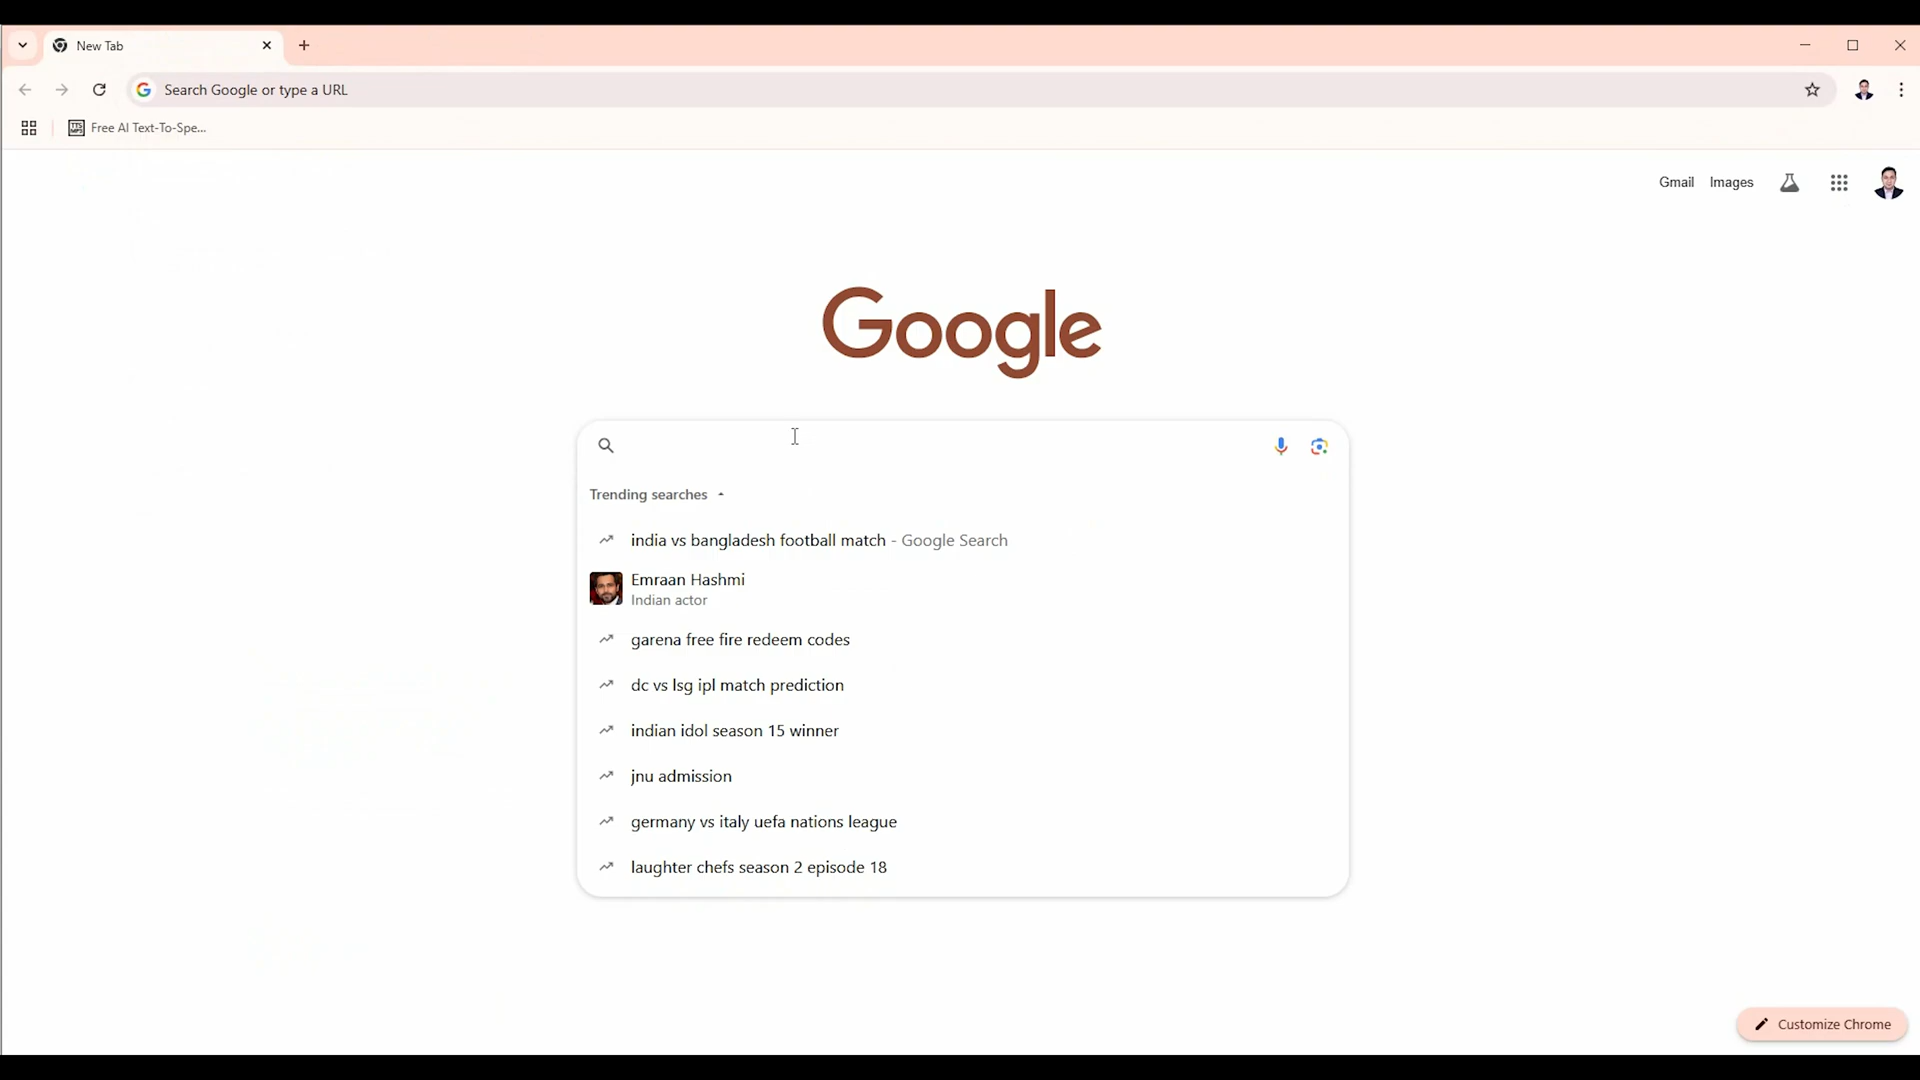 New Tab
Search Google or type a URL
TTS MP3 Free AI Text-To-Spe...
Gmail Images
Google
Trending searches
india vs bangladesh football match - Google Search
Emraan Hashmi
Indian actor
garena free fire redeem codes
dc vs lsg ipl match prediction
indian idol season 15 winner
jnu admission
germany vs italy uefa nations league
laughter chefs season 2 episode 18
Customize Chrome